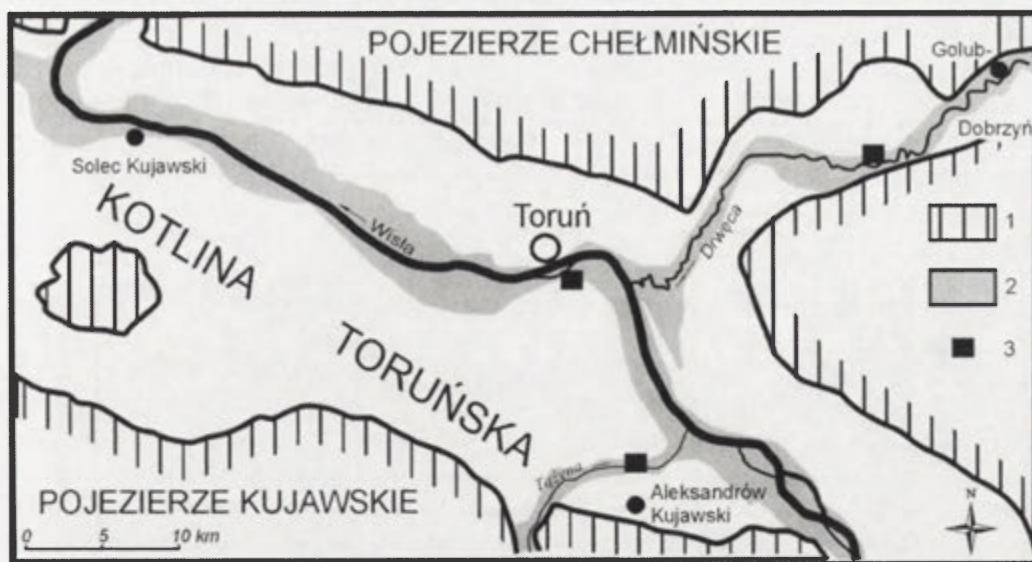 POJEZIERZE CHEŁMIŃSKIE
Golub-
Dobrzyń
Solec Kujawski
KOTLINA
Wisła
Toruń
Drwęca
1
2
3
TORUŃSKA
Tążyna
Aleksandrów
Kujawski
POJEZIERZE KUJAWSKIE
N
0 5 10 km